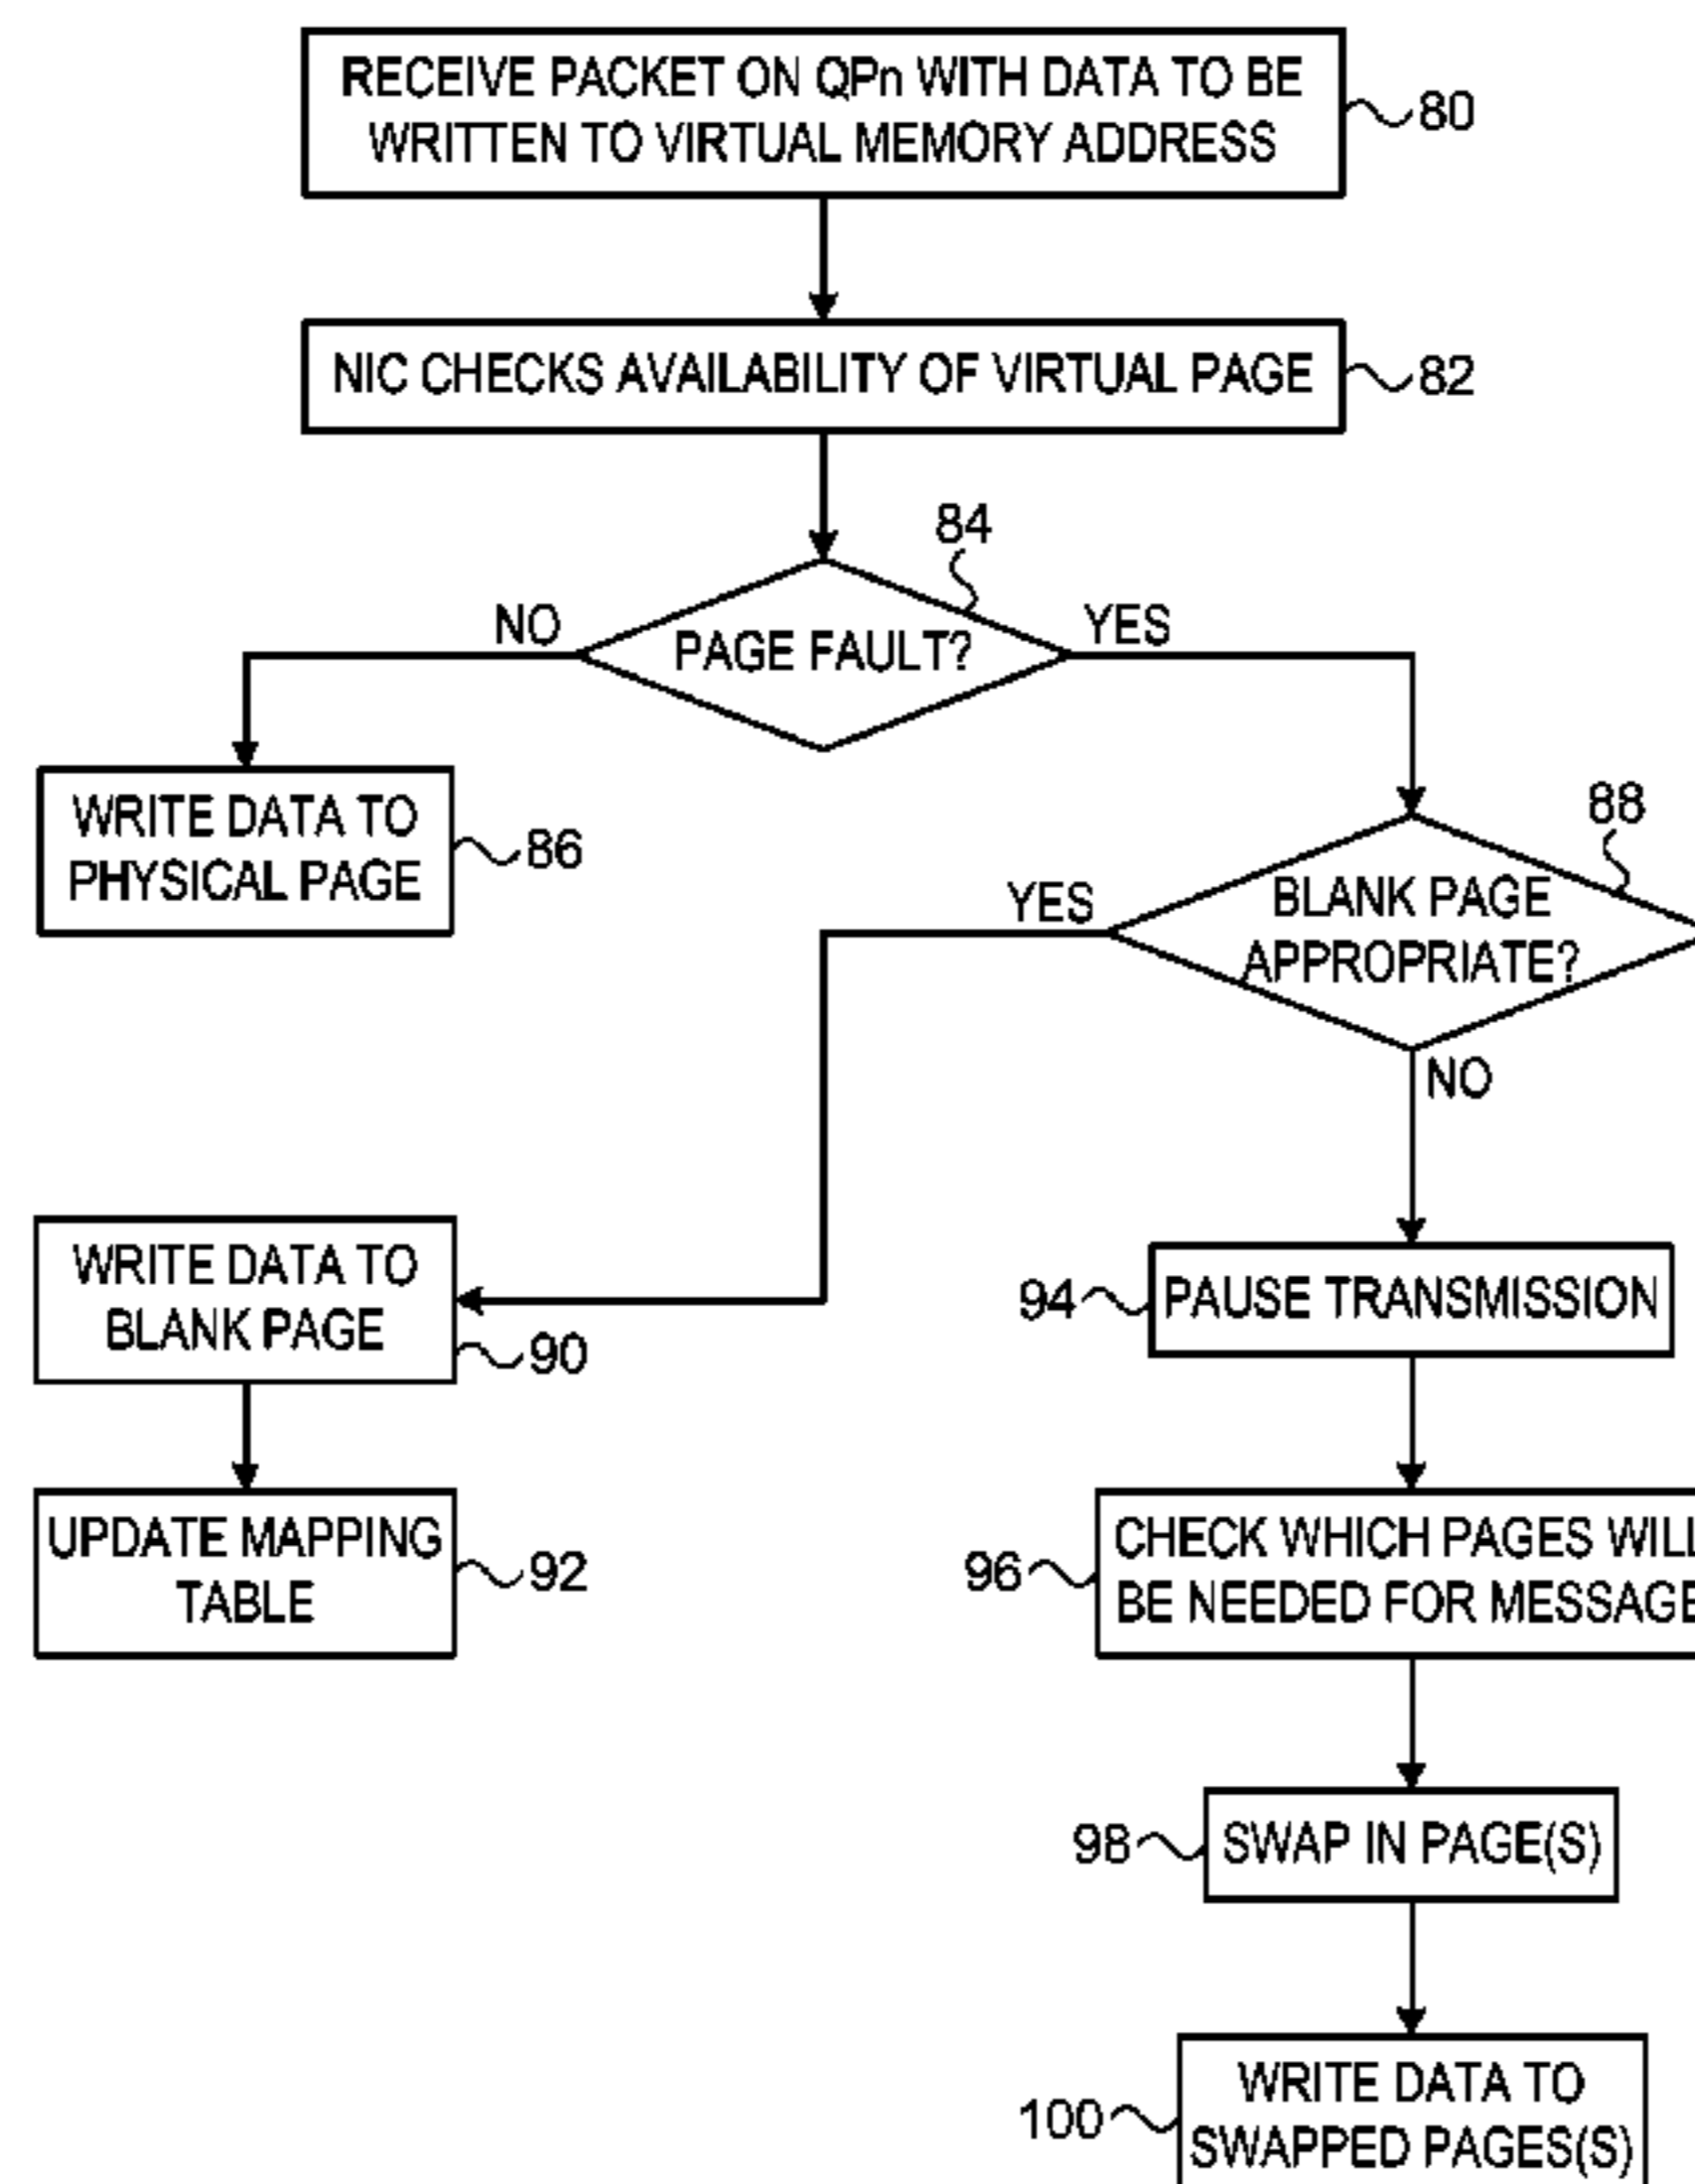 RECEIVE PACKET ON QPn WITH DATA TO BE
WRITTEN TO VIRTUAL MEMORY ADDRESS
80
NIC CHECKS AVAILABILITY OF VIRTUAL PAGE
82
84
NO
PAGE FAULT?
YES
WRITE DATA TO
PHYSICAL PAGE
86
88
YES
BLANK PAGE
APPROPRIATE?
NO
WRITE DATA TO
BLANK PAGE
90
94
PAUSE TRANSMISSION
UPDATE MAPPING
TABLE
92
96
CHECK WHICH PAGES WILL
BE NEEDED FOR MESSAGE
98
SWAP IN PAGE(S)
100
WRITE DATA TO
SWAPPED PAGES(S)